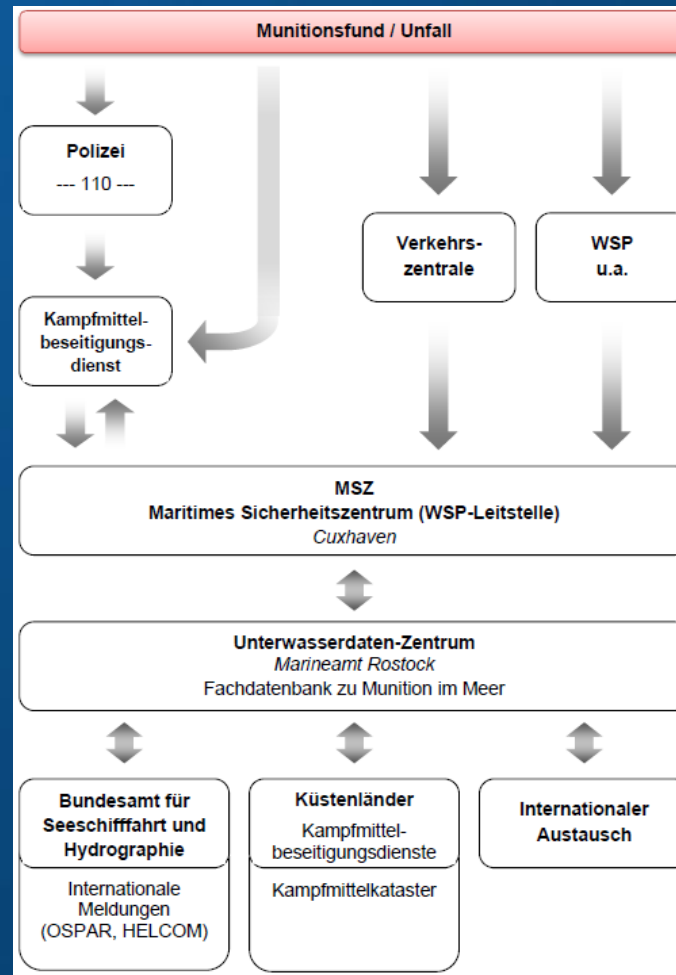 Munitionsfund / Unfall
Polizei
--- 110 ---
Verkehrs-
zentrale
WSP
u.a.
Kampfmittel-
beseitigungs-
dienst
MSZ
Maritimes Sicherheitszentrum (WSP-Leitstelle)
Cuxhaven
Unterwasserdaten-Zentrum
Marineamt Rostock
Fachdatenbank zu Munition im Meer
Bundesamt für
Seeschifffahrt und
Hydrographie
Internationale
Meldungen
(OSPAR, HELCOM)
Küstenländer
Kampfmittel-
beseitigungsdienste
Kampfmittelkataster
Internationaler
Austausch